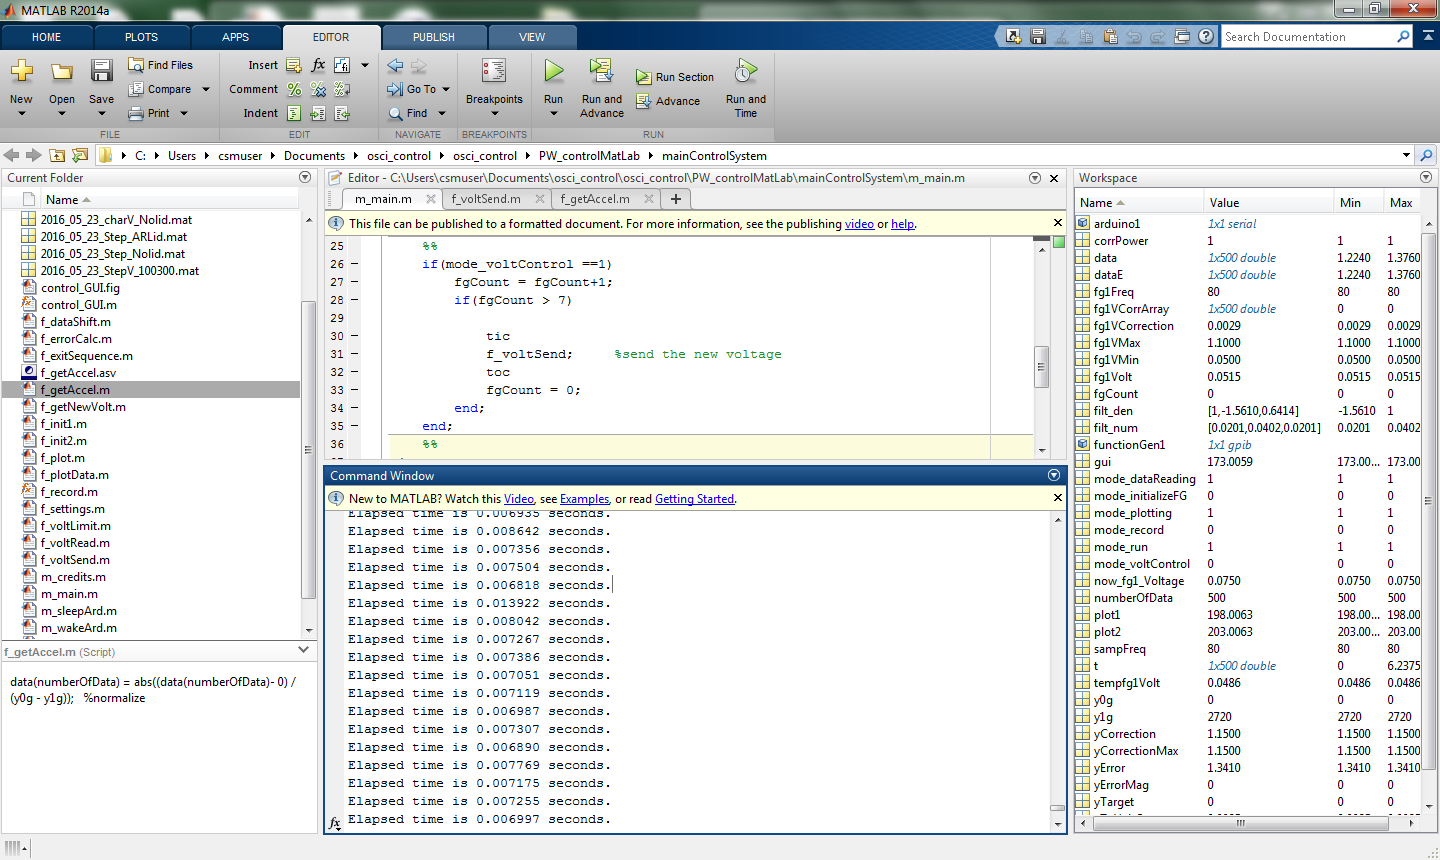 MATLAB R2014a
HOME PLOTS APPS EDITOR PUBLISH VIEW
Search Documentation
New Open Save
Find Files
Compare
Print
Insert
Comment
Indent
fx
Go To
Find
Breakpoints
Run
Run and Advance
Run Section
Advance
Run and Time
FILE EDIT NAVIGATE BREAKPOINTS RUN
C: Users csmuser Documents osci_control osci_control PW_controlMatLab mainControlSystem
Current Folder
Name
2016_05_23_charV_Nolid.mat
2016_05_23_Step_ARLid.mat
2016_05_23_Step_Nolid.mat
2016_05_23_StepV_100300.mat
control_GUI.fig
control_GUI.m
f_dataShift.m
f_errorCalc.m
f_exitSequence.m
f_getAccel.asv
f_getAccel.m
f_getNewVolt.m
f_init1.m
f_init2.m
f_plot.m
f_plotData.m
f_record.m
f_settings.m
f_voltLimit.m
f_voltRead.m
f_voltSend.m
m_credits.m
m_main.m
m_sleepArd.m
m_wakeArd.m
f_getAccel.m (Script)
data(numberOfData) = abs((data(numberOfData)- 0) /
(y0g - y1g)); %normalize
Editor - C:\Users\csmuser\Documents\osci_control\osci_control\PW_controlMatLab\mainControlSystem\m_main.m
m_main.m f_voltSend.m f_getAccel.m
This file can be published to a formatted document. For more information, see the publishing video or help.
25 %%
26 if(mode_voltControl ==1)
27 fgCount = fgCount+1;
28 if(fgCount > 7)
29
30 tic
31 f_voltSend; %send the new voltage
32 toc
33 fgCount = 0;
34 end;
35 end;
36 %%
Command Window
New to MATLAB? Watch this Video, see Examples, or read Getting Started.
Elapsed time is 0.006935 seconds.
Elapsed time is 0.008642 seconds.
Elapsed time is 0.007356 seconds.
Elapsed time is 0.007504 seconds.
Elapsed time is 0.006818 seconds.
Elapsed time is 0.013922 seconds.
Elapsed time is 0.008042 seconds.
Elapsed time is 0.007267 seconds.
Elapsed time is 0.007386 seconds.
Elapsed time is 0.007051 seconds.
Elapsed time is 0.007119 seconds.
Elapsed time is 0.006987 seconds.
Elapsed time is 0.007307 seconds.
Elapsed time is 0.006890 seconds.
Elapsed time is 0.007769 seconds.
Elapsed time is 0.007175 seconds.
Elapsed time is 0.007255 seconds.
Elapsed time is 0.006997 seconds.
fx
Workspace
Name Value Min Max
arduino1 1x1 serial
corrPower 1 1 1
data 1x500 double 1.2240 1.3760
dataE 1x500 double 1.2240 1.3760
fg1Freq 80 80 80
fg1VCorrArray 1x500 double 0 0
fg1VCorrection 0.0029 0.0029 0.0029
fg1VMax 1.1000 1.1000 1.1000
fg1VMin 0.0500 0.0500 0.0500
fg1Volt 0.0515 0.0515 0.0515
fgCount 0 0 0
filt_den [1,-1.5610,0.6414] -1.5610 1
filt_num [0.0201,0.0402,0.0201] 0.0201 0.0402
functionGen1 1x1 gpib
gui 173.0059 173.00... 173.00
mode_dataReading 1 1 1
mode_initializeFG 0 0 0
mode_plotting 1 1 1
mode_record 0 0 0
mode_run 1 1 1
mode_voltControl 0 0 0
now_fg1_Voltage 0.0750 0.0750 0.0750
numberOfData 500 500 500
plot1 198.0063 198.00... 198.00
plot2 203.0063 203.00... 203.00
sampFreq 80 80 80
t 1x500 double 0 6.2375
tempfg1Volt 0.0486 0.0486 0.0486
y0g 0 0 0
y1g 2720 2720 2720
yCorrection 1.1500 1.1500 1.1500
yCorrectionMax 1.1500 1.1500 1.1500
yError 1.3410 1.3410 1.3410
yErrorMag 0 0 0
yTarget 0 0 0